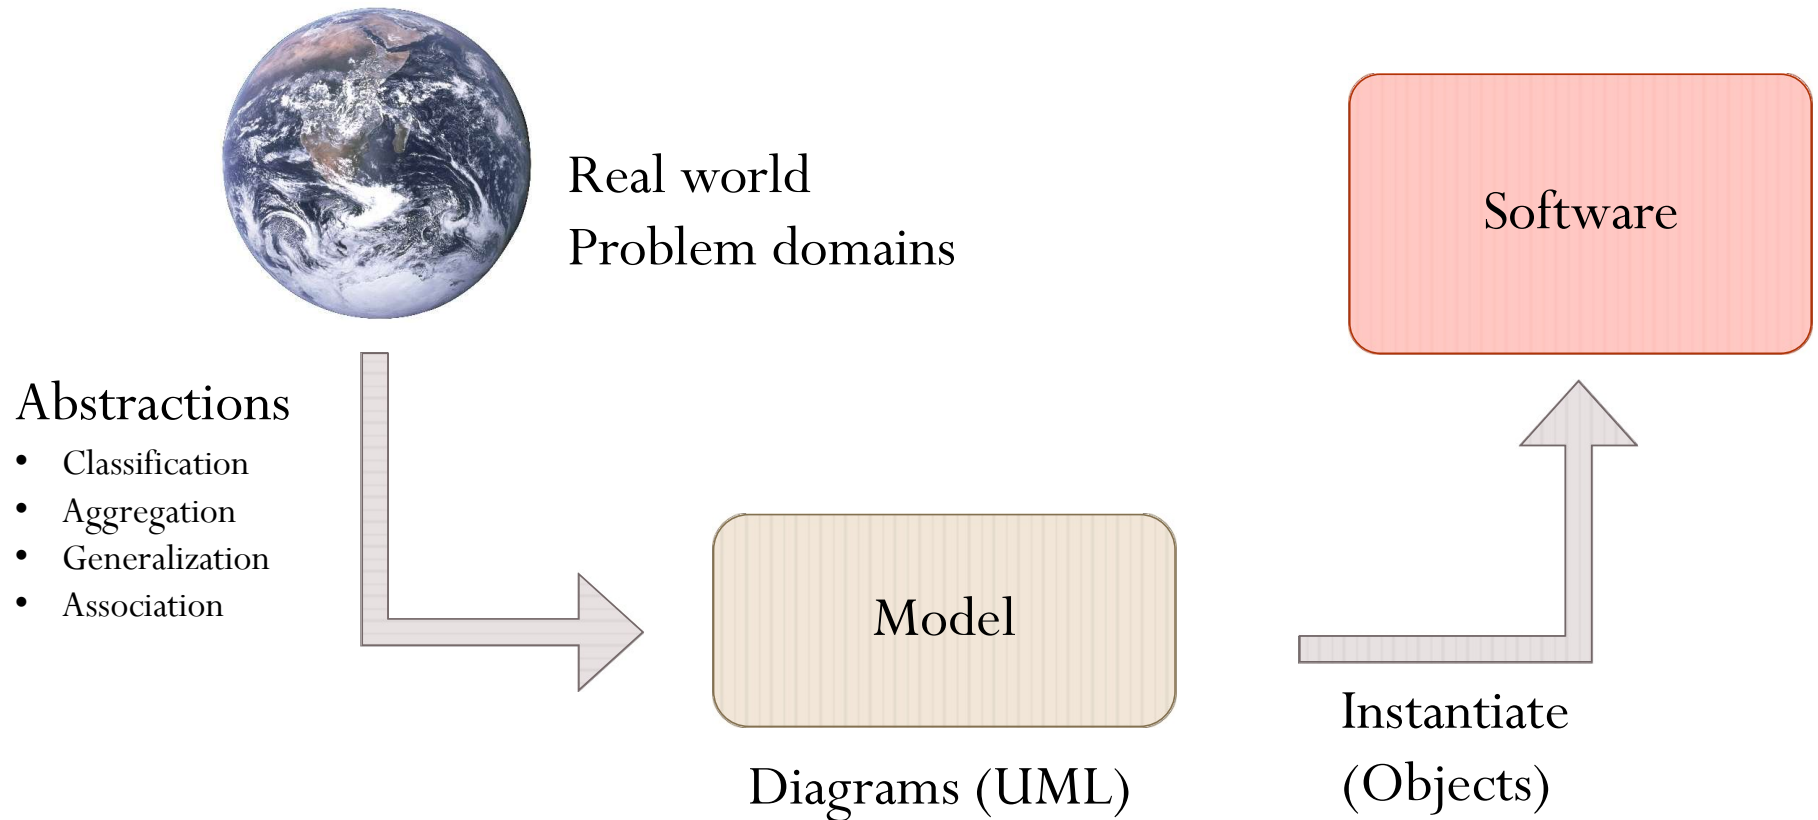 Real world
Problem domains
Software
Abstractions
• Classification
• Aggregation
• Generalization
• Association
Model
Diagrams (UML)
Instantiate
(Objects)